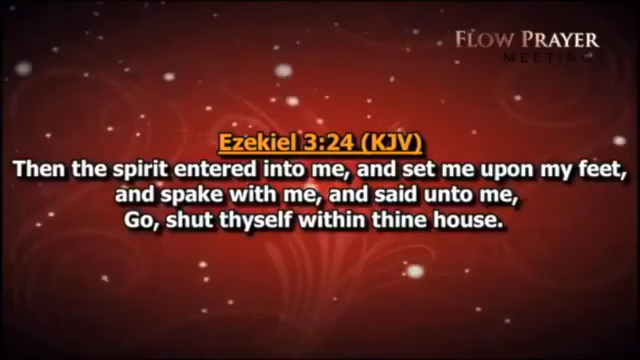 FLOW PRAYER
MEETING
Ezekiel 3:24 (KJV)
Then the spirit entered into me, and set me upon my feet,
and spake with me, and said unto me,
Go, shut thyself within thine house.